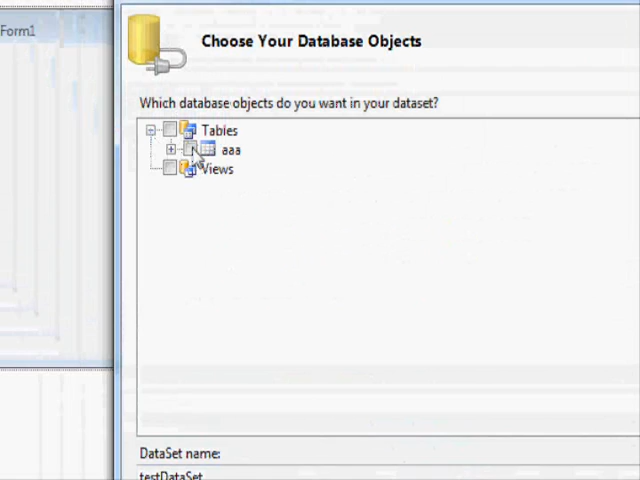 Form1
Choose Your Database Objects
Which database objects do you want in your dataset?
Tables
aaa
Views
DataSet name:
testDataSet